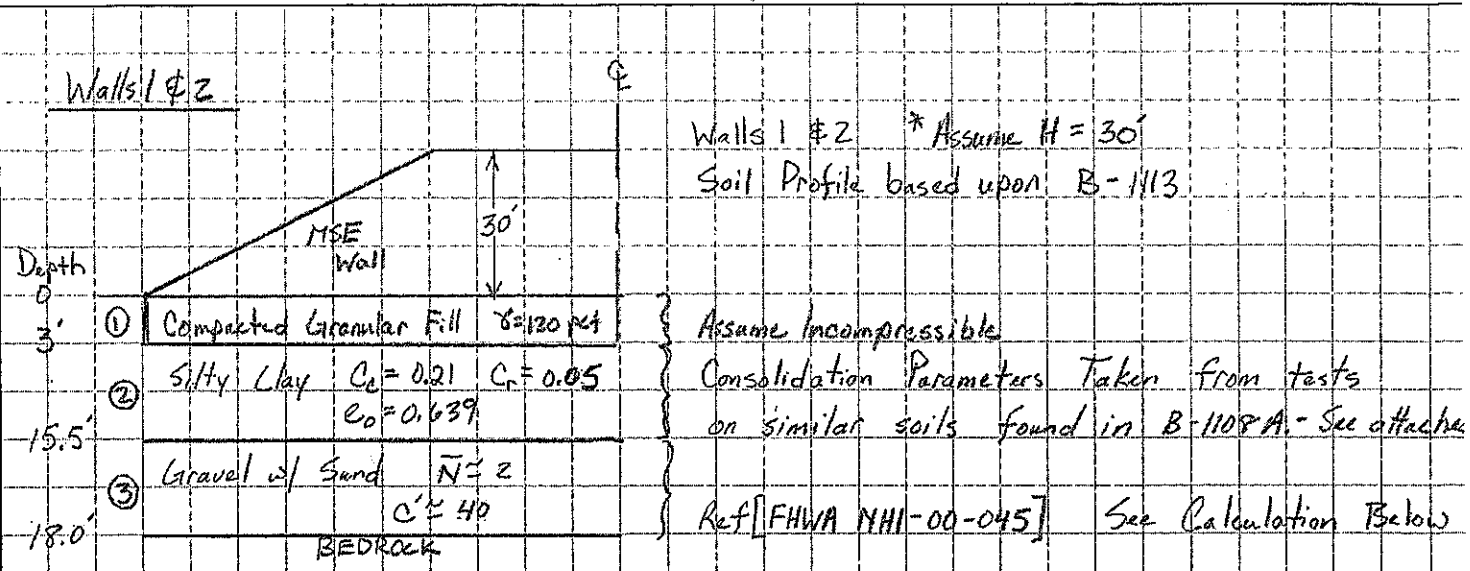 Walls 1 & 2
℄
Walls 1 & 2 * Assume H = 30'
Soil Profile based upon B-1113
30'
MSE
Wall
Depth
0
3'
① Compacted Granular Fill γ=120 pcf
Assume Incompressible
② Silty Clay Cc = 0.21 Cr = 0.05
e₀ = 0.639
Consolidation Parameters Taken from tests
on similar soils found in B-1108A. - See attached
15.5'
③ Gravel w/ Sand N̄ ≅ 2
C' ≅ 40
Ref [FHWA NHI-00-045] See Calculation Below
18.0'
BEDROCK